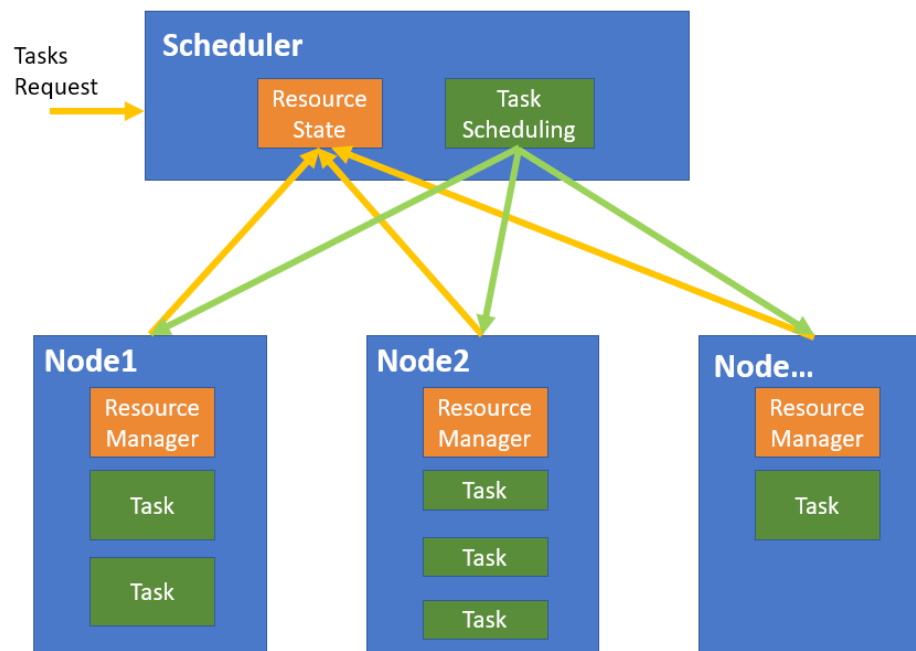 Scheduler
Tasks
Request
Resource
State
Task
Scheduling
Node1
Resource
Manager
Task
Task
Node2
Resource
Manager
Task
Task
Task
Node...
Resource
Manager
Task